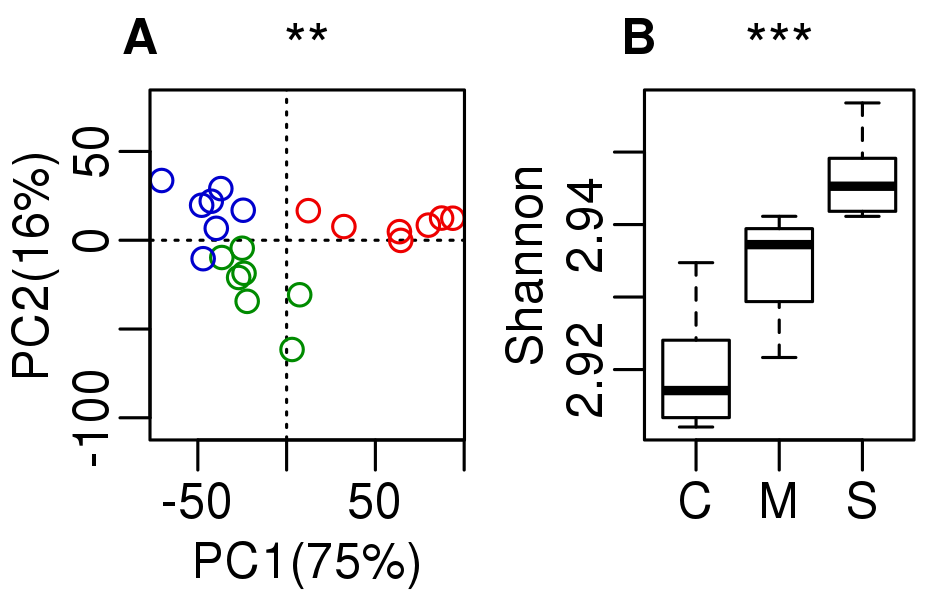 A
**
PC2(16%)
50
0
-100
-50
50
PC1(75%)
B
***
Shannon
2.94
2.92
C
M
S